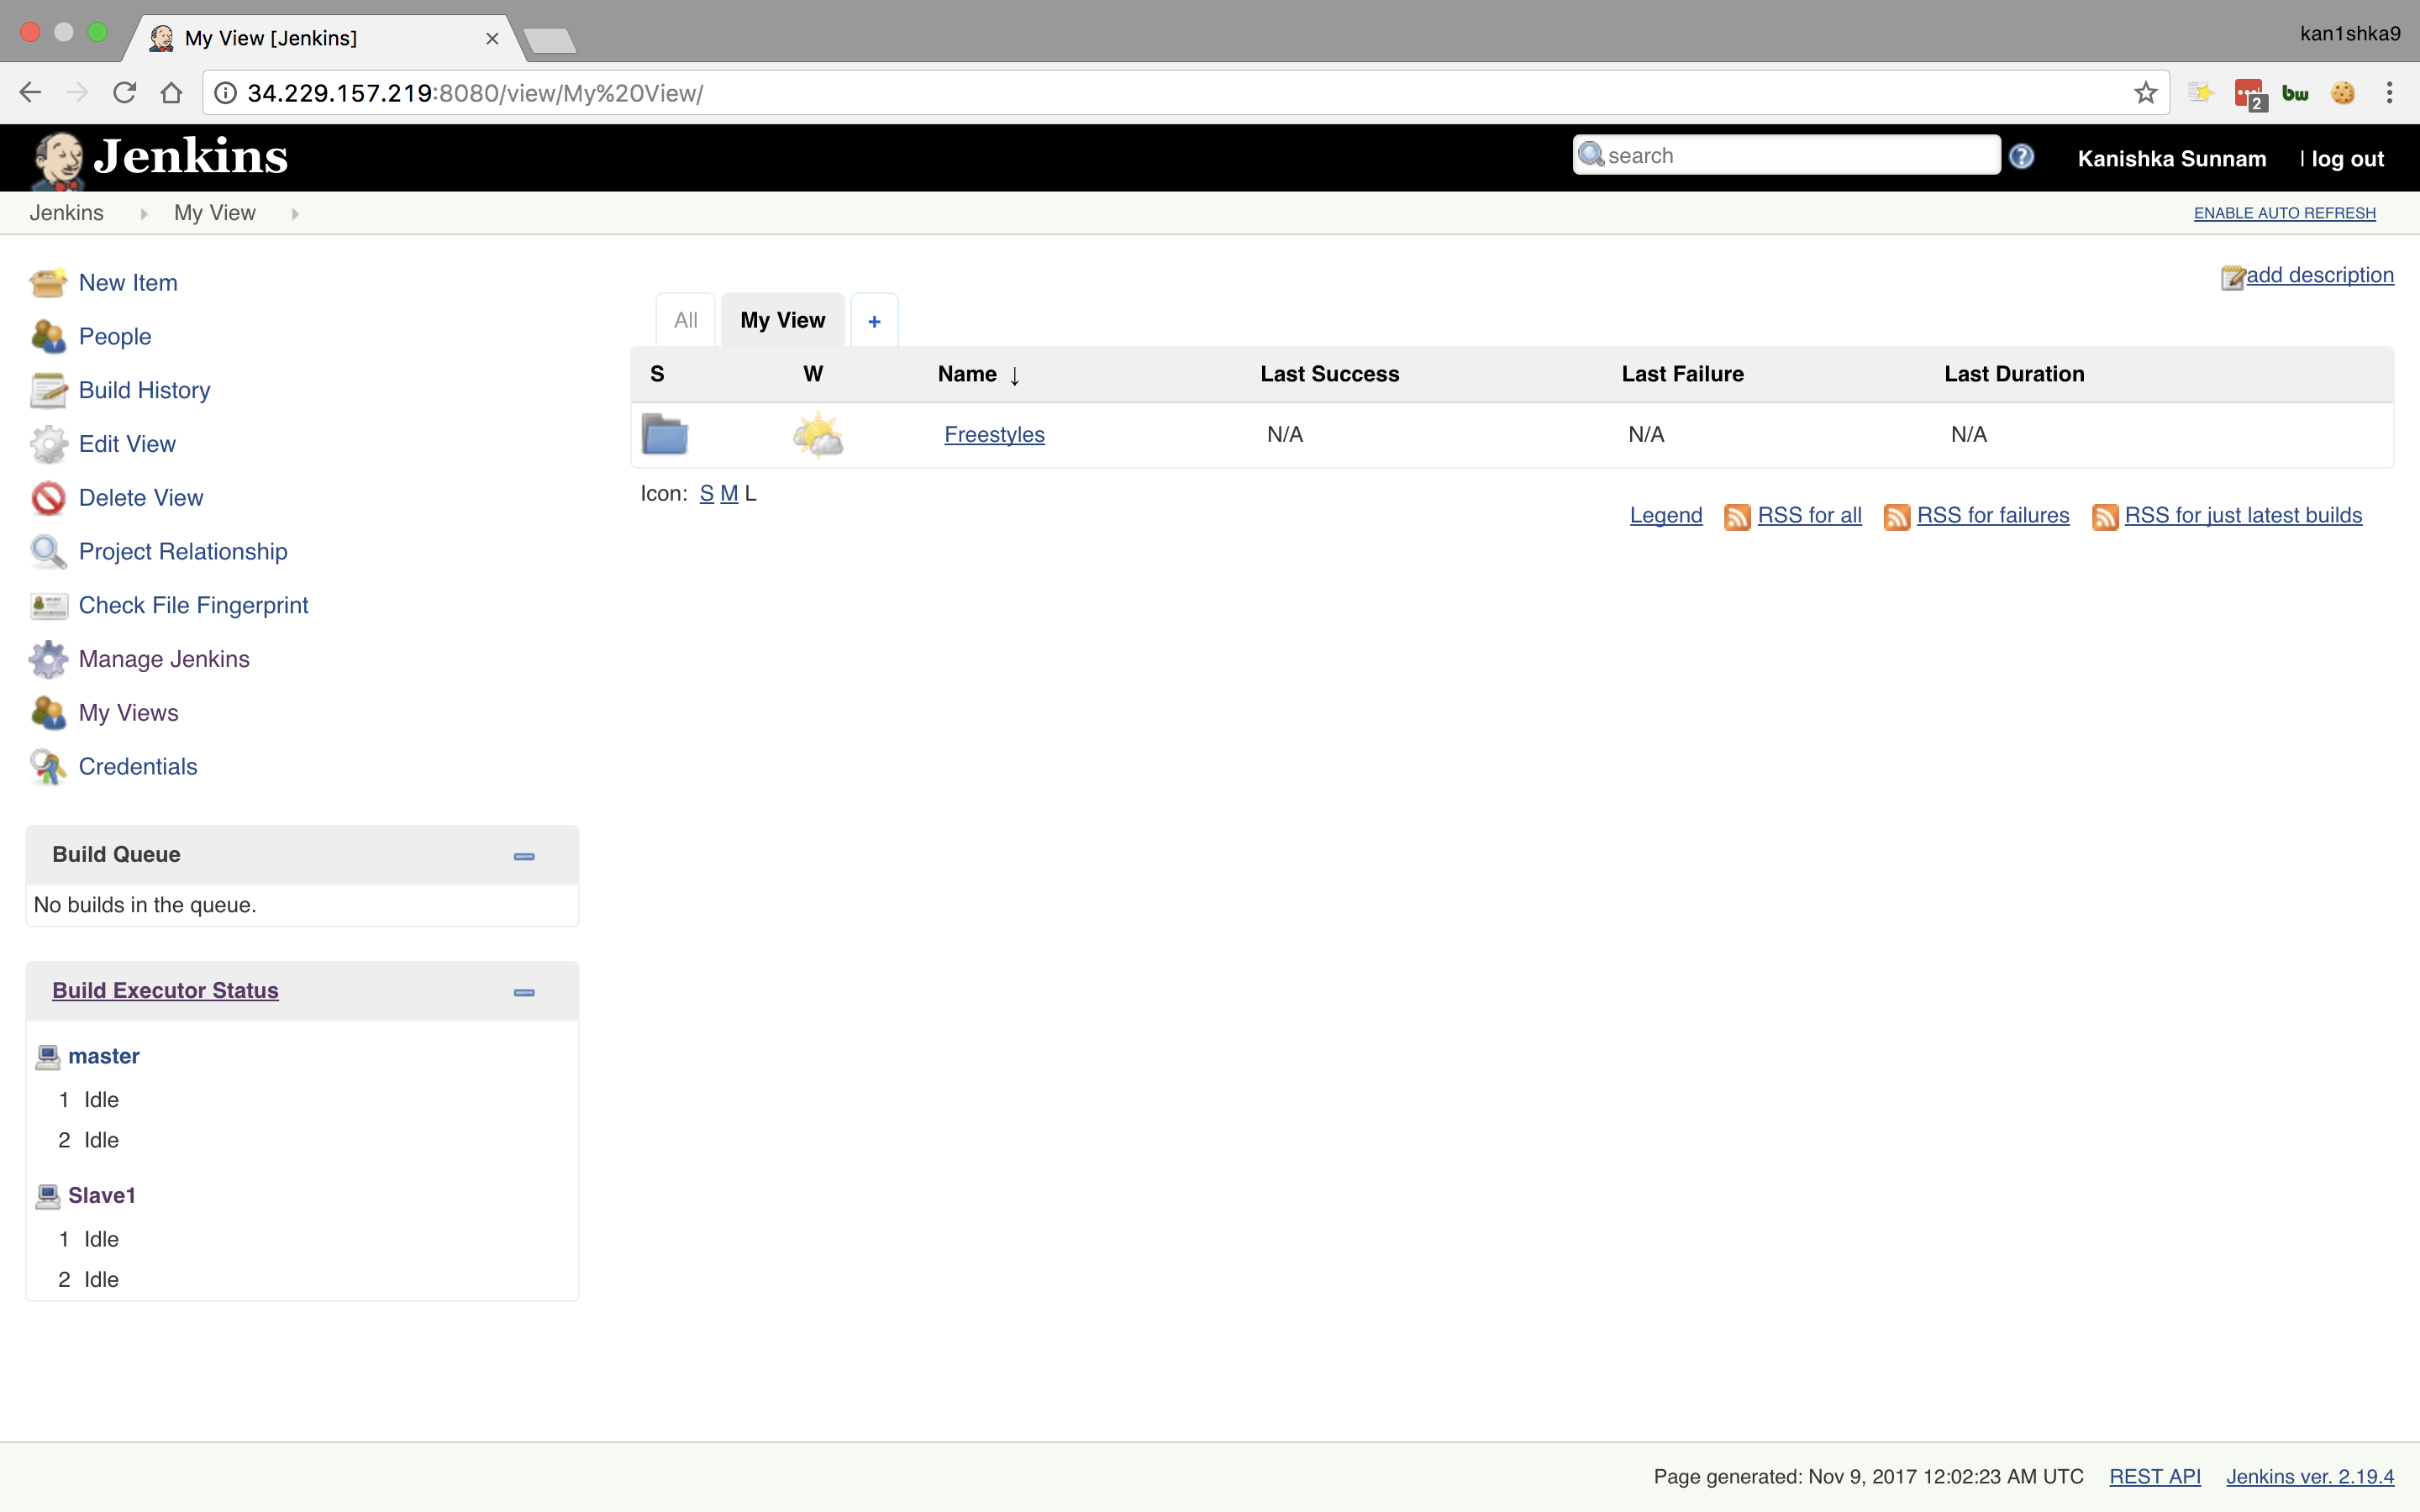 My View [Jenkins]
kan1shka9
34.229.157.219:8080/view/My%20View/
2
bw
Jenkins
search
Kanishka Sunnam | log out
Jenkins My View
ENABLE AUTO REFRESH
New Item
People
Build History
Edit View
Delete View
Project Relationship
Check File Fingerprint
Manage Jenkins
My Views
Credentials
Build Queue
No builds in the queue.
Build Executor Status
master
1 Idle
2 Idle
Slave1
1 Idle
2 Idle
add description
All My View +
S W Name ↓ Last Success Last Failure Last Duration
Freestyles N/A N/A N/A
Icon: S M L
Legend RSS for all RSS for failures RSS for just latest builds
Page generated: Nov 9, 2017 12:02:23 AM UTC REST API Jenkins ver. 2.19.4